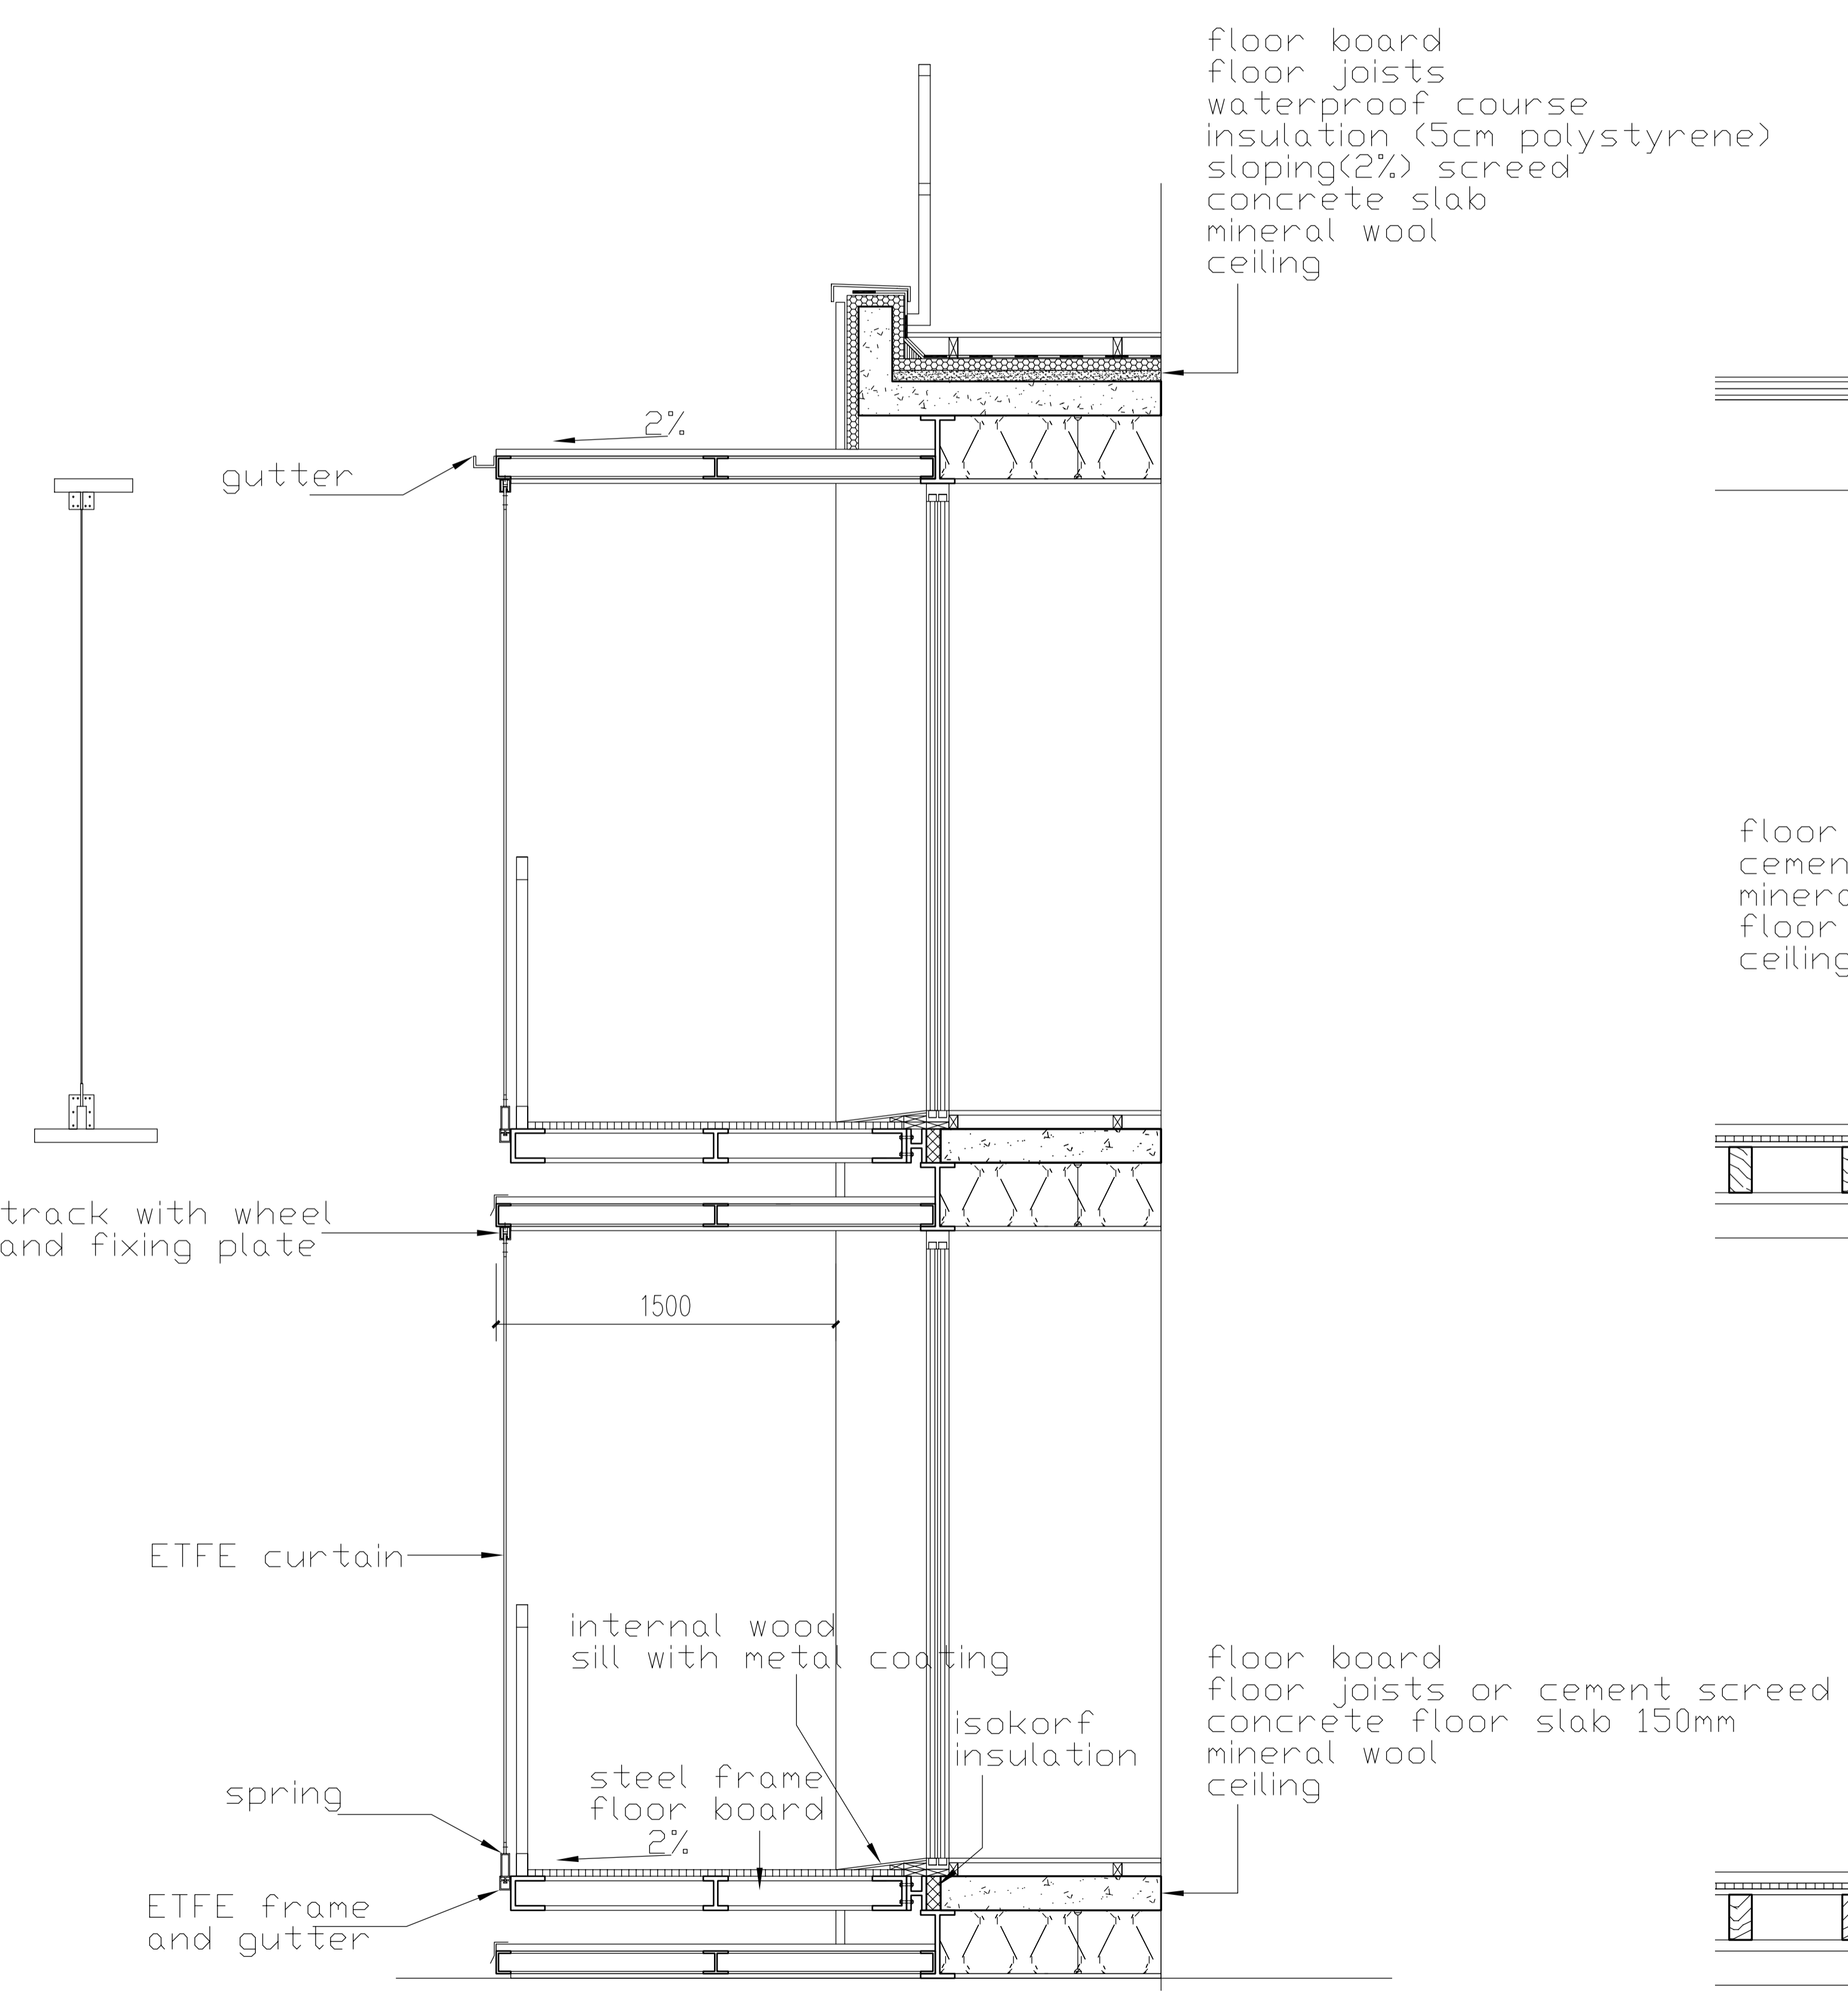 floor board
floor joists
waterproof course
insulation (5cm polystyrene)
sloping(2%) screed
concrete slab
mineral wool
ceiling
2%
gutter
floor
cemen
minera
floor
ceiling
track with wheel
and fixing plate
1500
ETFE curtain
internal wood
sill with metal coating
floor board
floor joists or cement screed
concrete floor slab 150mm
mineral wool
ceiling
isokorf
insulation
steel frame
floor board
2%
spring
ETFE frame
and gutter